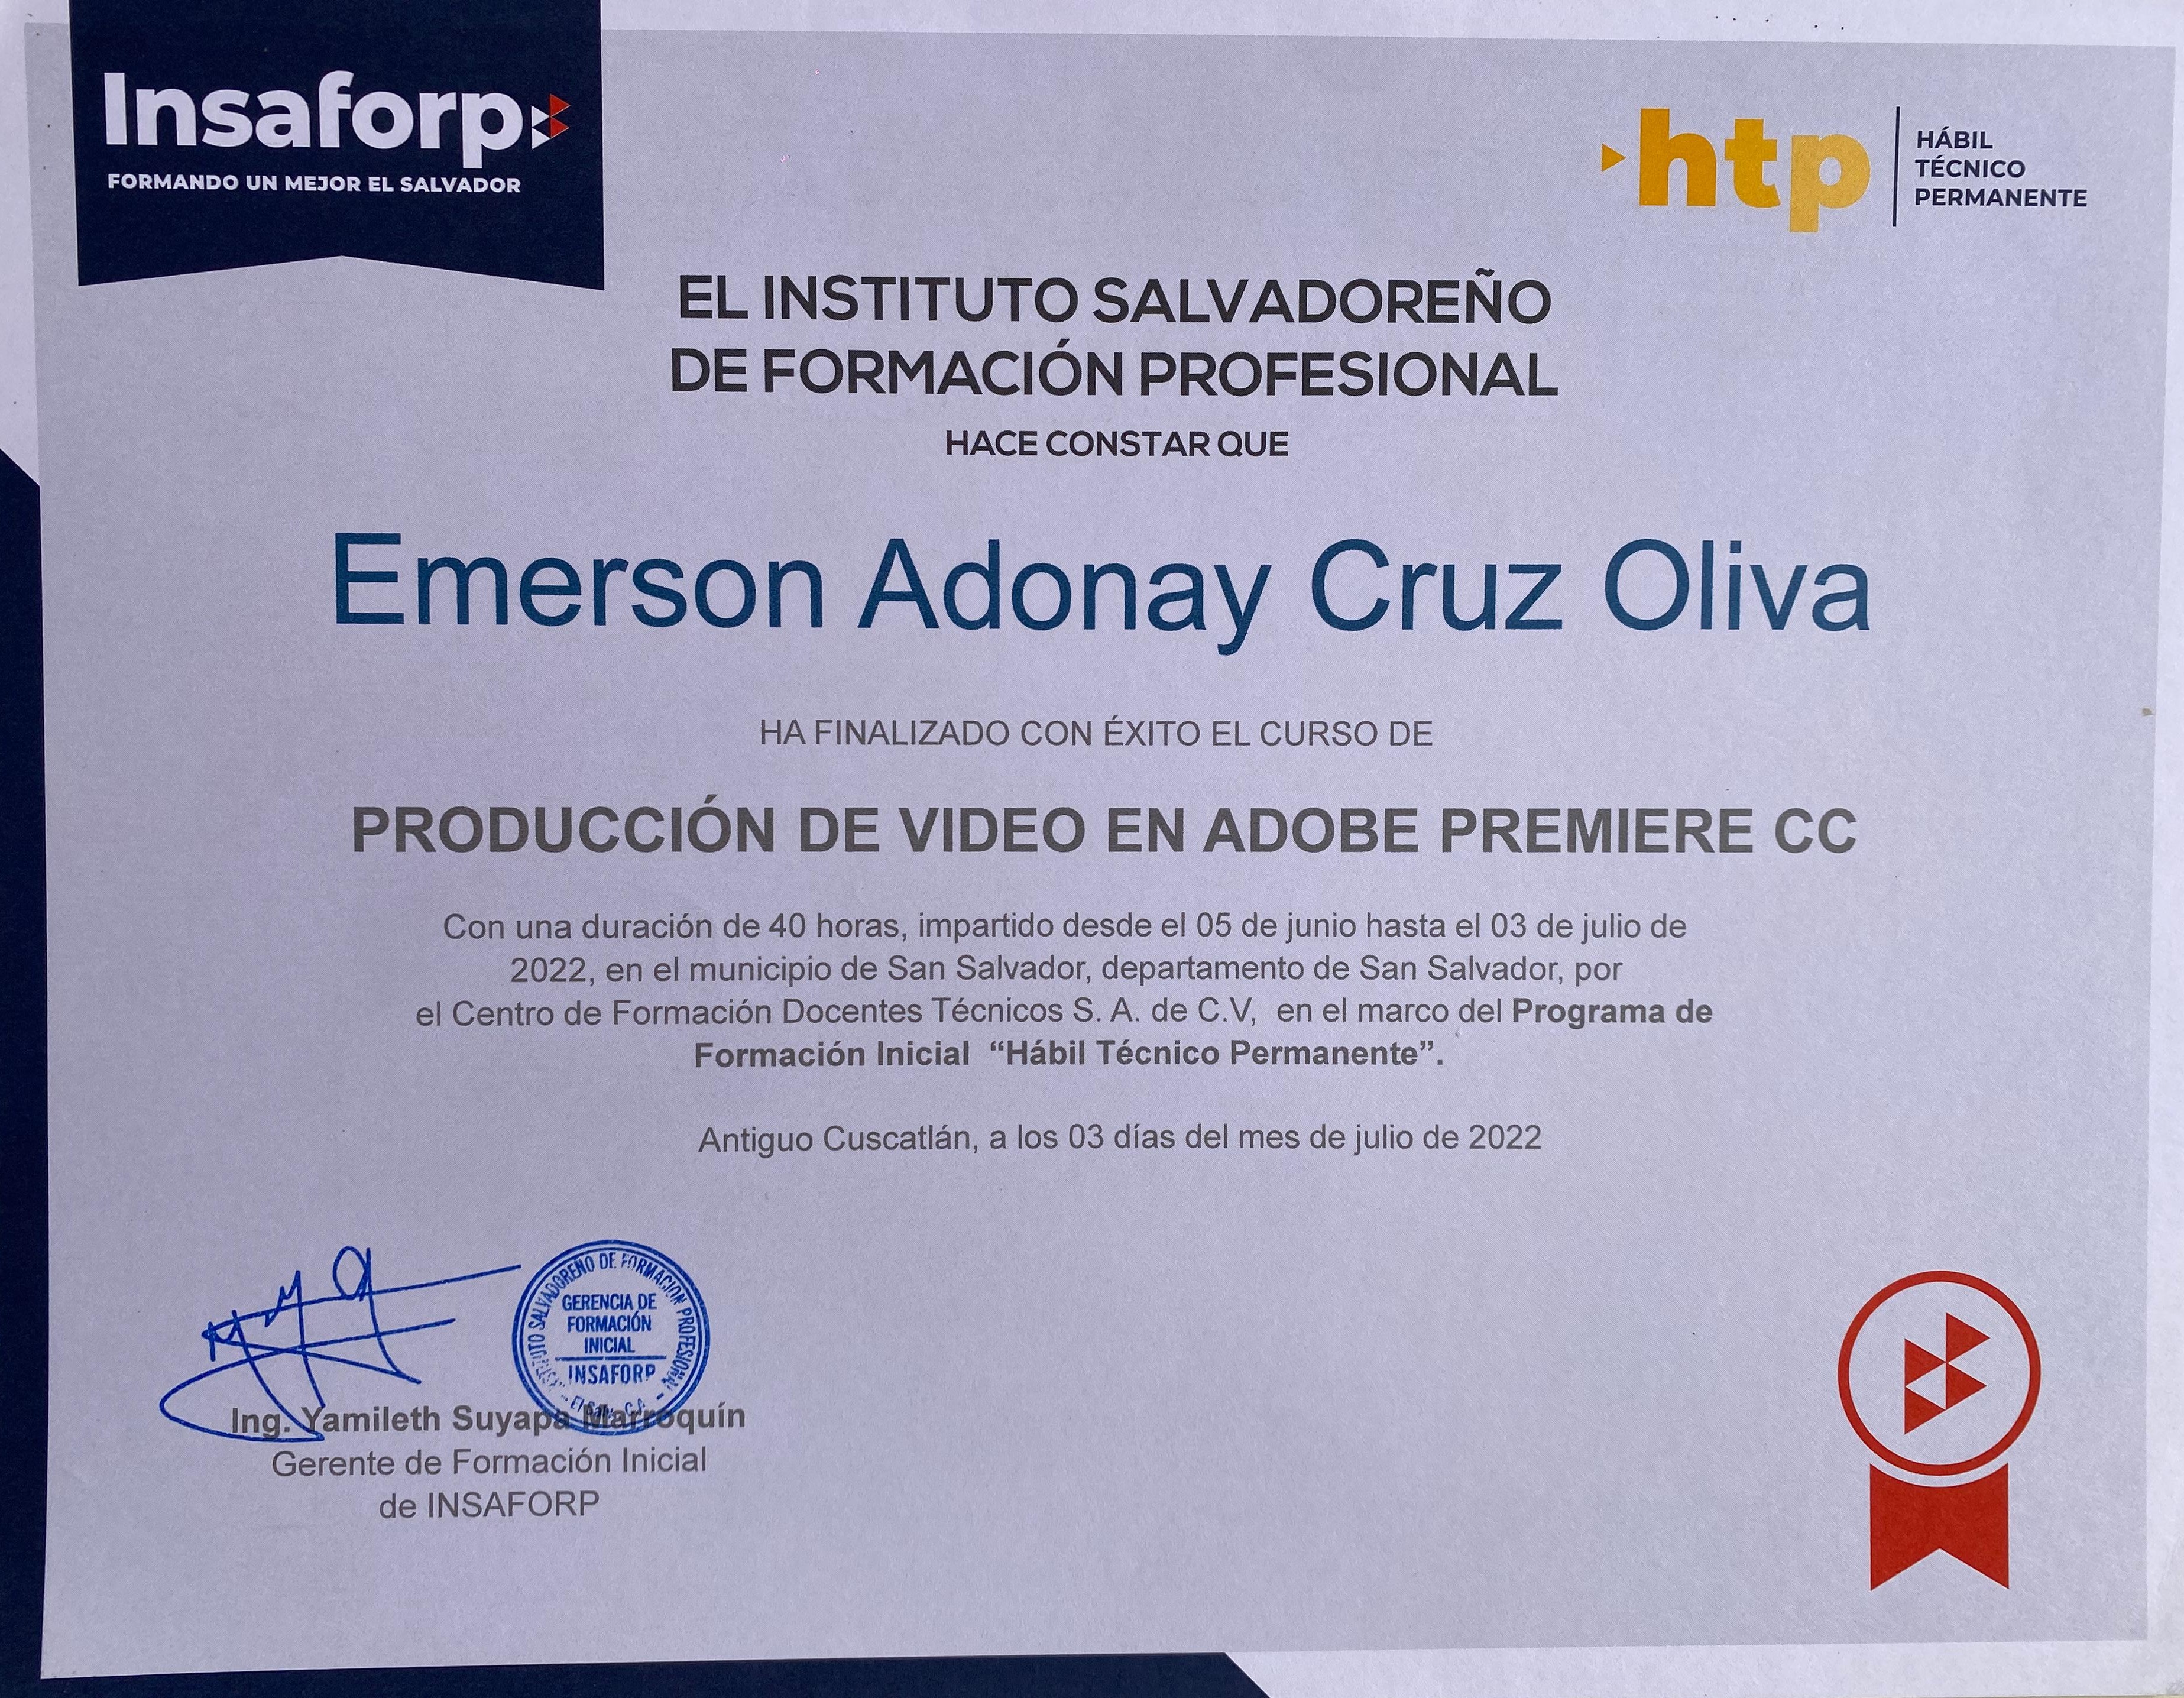 Insaforp
FORMANDO UN MEJOR EL SALVADOR
htp
HÁBIL
TÉCNICO
PERMANENTE
EL INSTITUTO SALVADOREÑO
DE FORMACIÓN PROFESIONAL
HACE CONSTAR QUE
Emerson Adonay Cruz Oliva
HA FINALIZADO CON ÉXITO EL CURSO DE
PRODUCCIÓN DE VIDEO EN ADOBE PREMIERE CC
Con una duración de 40 horas, impartido desde el 05 de junio hasta el 03 de julio de
2022, en el municipio de San Salvador, departamento de San Salvador, por
el Centro de Formación Docentes Técnicos S. A. de C.V, en el marco del Programa de
Formación Inicial “Hábil Técnico Permanente”.
Antiguo Cuscatlán, a los 03 días del mes de julio de 2022
SALVADOREÑO DE FORMACION PROFESIONAL
GERENCIA DE
FORMACIÓN
INICIAL
INSAFORP
Ing. Yamileth Suyapa Marroquín
Gerente de Formación Inicial
de INSAFORP